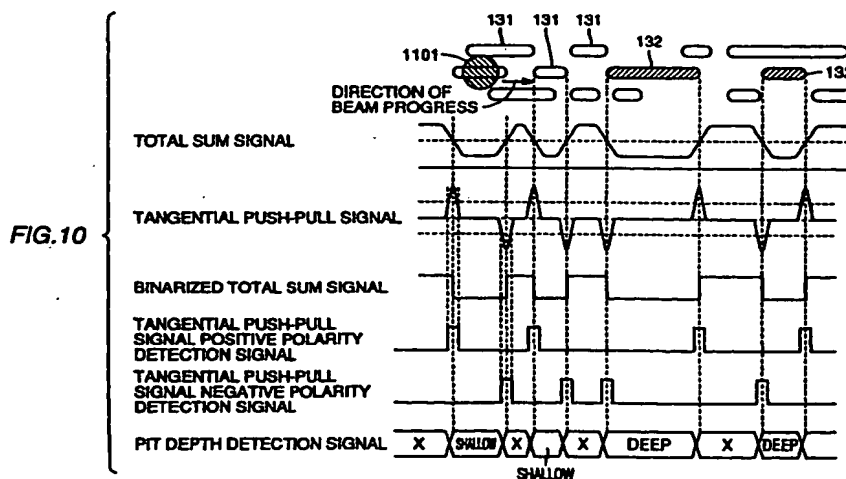 131
131
131
1101
132
132
DIRECTION OF
BEAM PROGRESS
TOTAL SUM SIGNAL
TANGENTIAL PUSH-PULL SIGNAL
FIG.10
BINARIZED TOTAL SUM SIGNAL
TANGENTIAL PUSH-PULL
SIGNAL POSITIVE POLARITY
DETECTION SIGNAL
TANGENTIAL PUSH-PULL
SIGNAL NEGATIVE POLARITY
DETECTION SIGNAL
PIT DEPTH DETECTION SIGNAL
X SHALLOW X X DEEP X DEEP
SHALLOW